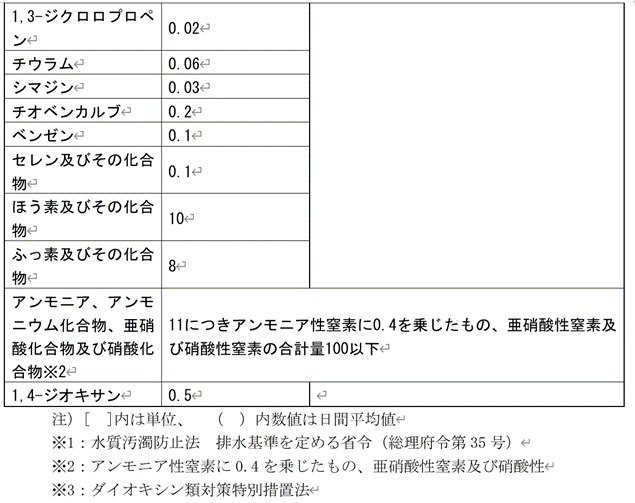 1,3-ジクロロプロペ
ン
0.02
チウラム
0.06
シマジン
0.03
チオベンカルブ
0.2
ベンゼン
0.1
セレン及びその化合
物
0.1
ほう素及びその化合
物
10
ふっ素及びその化合
物
8
アンモニア、アンモ
ニウム化合物、亜硝
酸化合物及び硝酸化
合物※2
11につきアンモニア性窒素に0.4を乗じたもの、亜硝酸性窒素及
び硝酸性窒素の合計量100以下
1,4-ジオキサン
0.5
注）[　]内は単位、　（　）内数値は日間平均値
※1：水質汚濁防止法　排水基準を定める省令（総理府令第 35 号）
※2：アンモニア性窒素に 0.4 を乗じたもの、亜硝酸性窒素及び硝酸性
※3：ダイオキシン類対策特別措置法